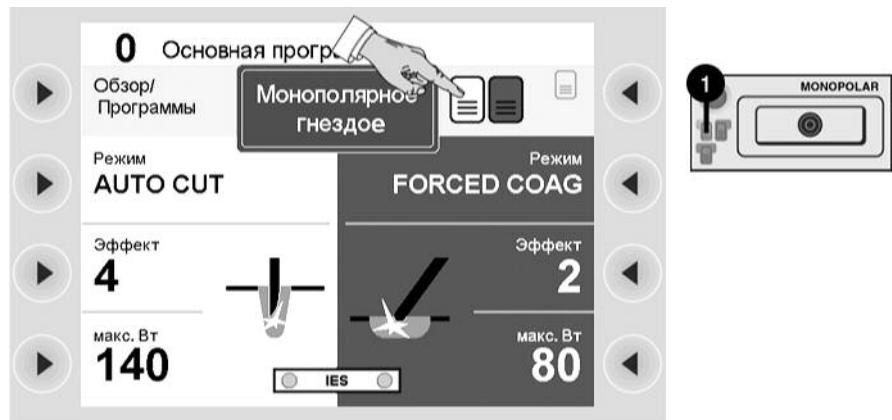 0 Основная прогр
Обзор/
Программы
Монополярное
гнездое
Режим
AUTO CUT
Режим
FORCED COAG
Эффект
4
Эффект
2
макс. Вт
140
макс. Вт
80
IES
1
MONOPOLAR